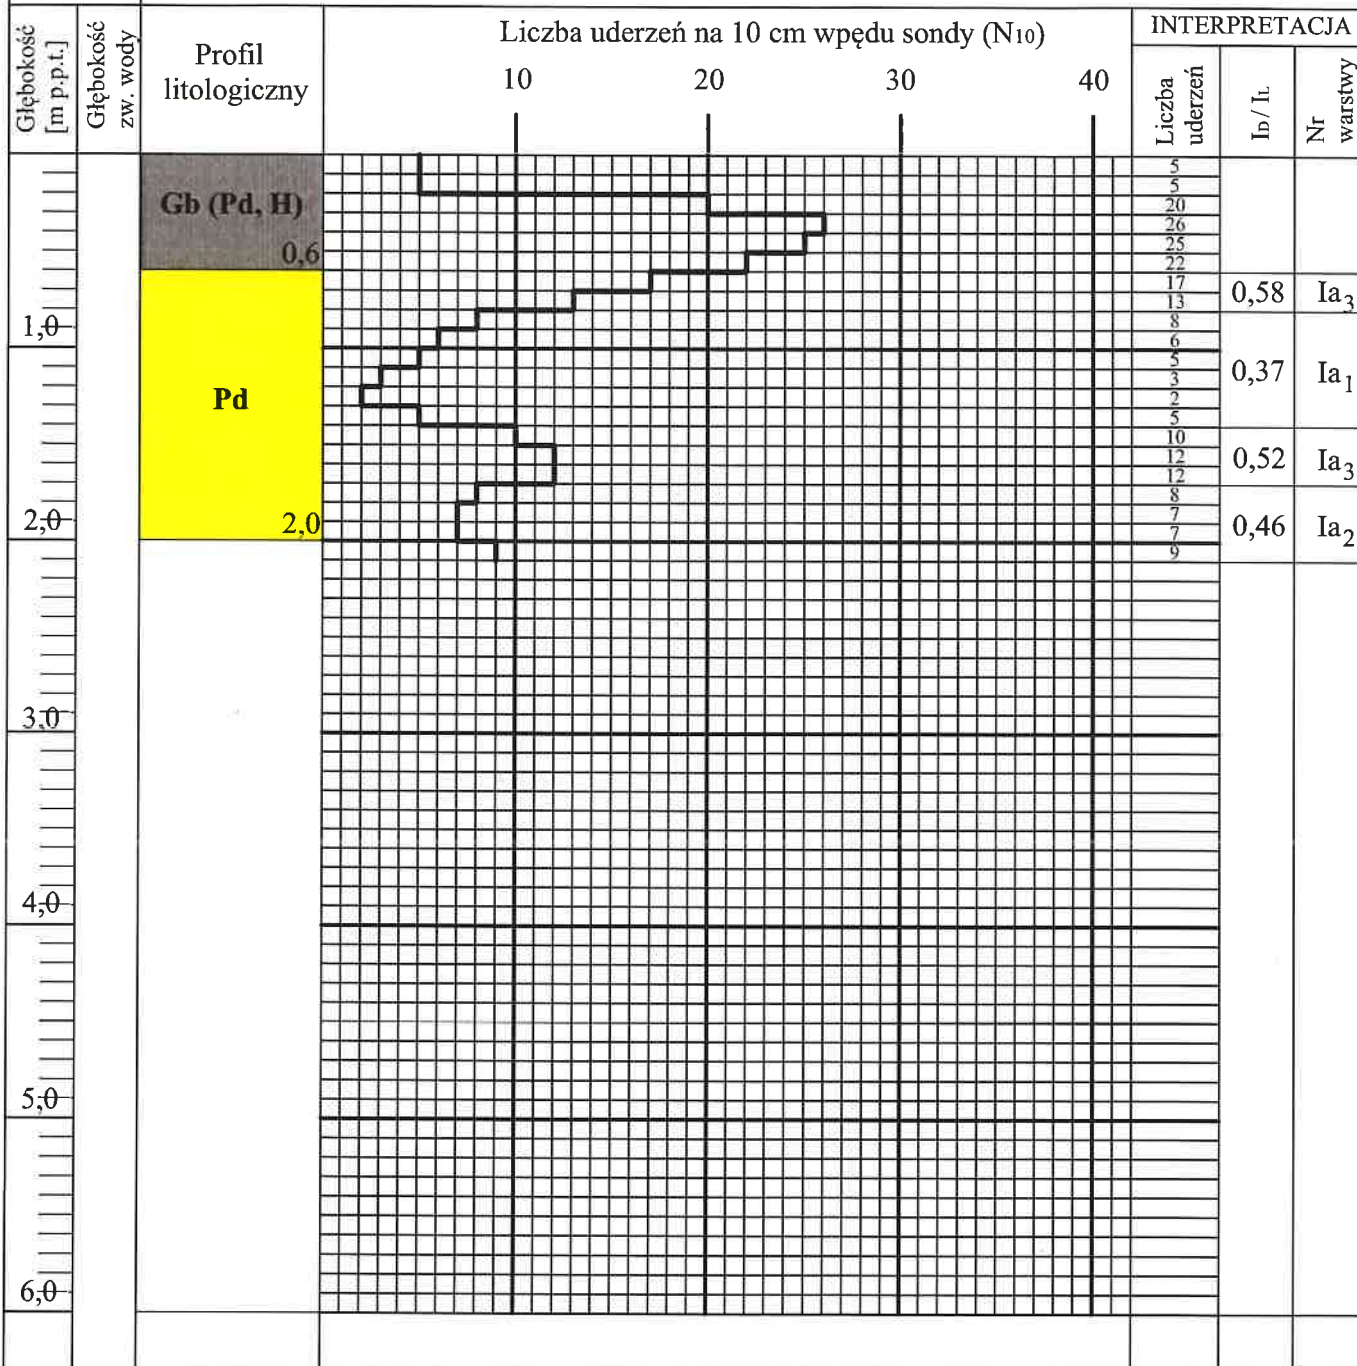 Głębokość
[m p.p.t.]
Głębokość
zw. wody
Profil
litologiczny
Liczba uderzeń na 10 cm wpędu sondy (N10)
10 20 30 40
INTERPRETACJA
Liczba
uderzeń
ID / IL
Nr
warstwy
Gb (Pd, H)
0,6
Pd
2,0
1,0
2,0
3,0
4,0
5,0
6,0
5
5
20
26
25
22
17
13
8
6
5
3
2
5
10
12
12
8
7
7
9
0,58 Ia3
0,37 Ia1
0,52 Ia3
0,46 Ia2